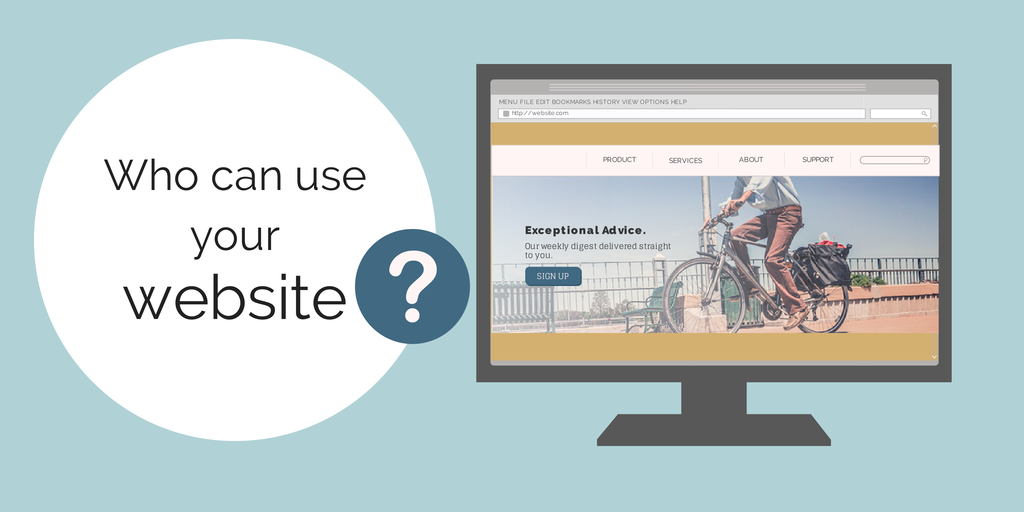 Who can use
your
website
?
MENU FILE EDIT BOOKMARKS HISTORY VIEW OPTIONS HELP
http://website.com
PRODUCT SERVICES ABOUT SUPPORT
Exceptional Advice.
Our weekly digest delivered straight
to you.
SIGN UP